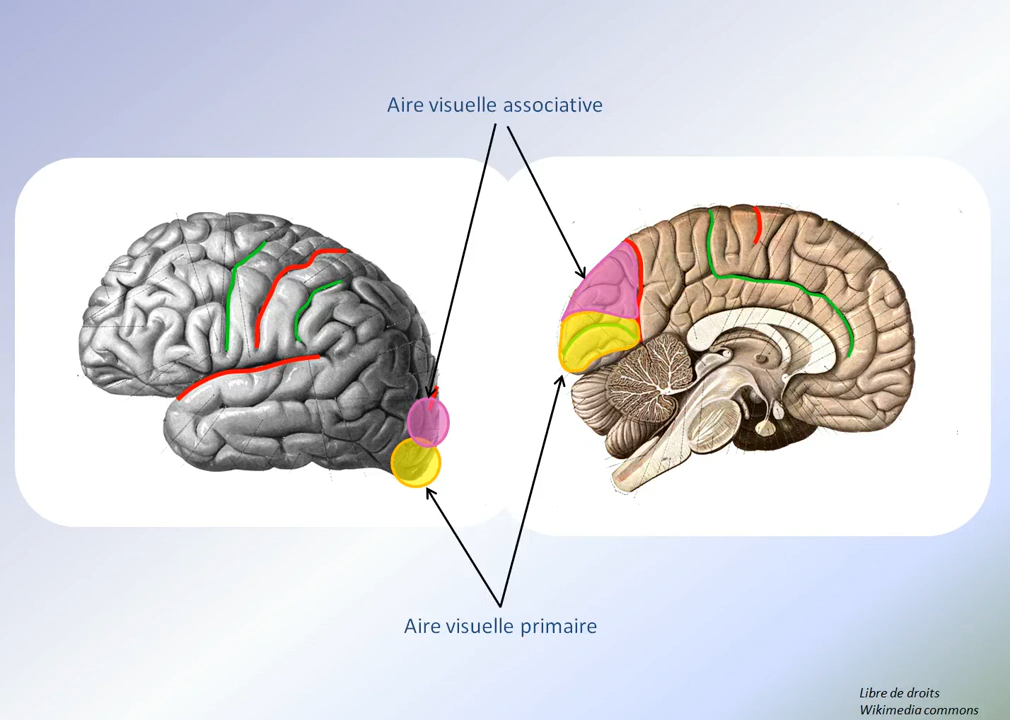 Aire visuelle associative
Aire visuelle primaire
Libre de droits
Wikimedia commons